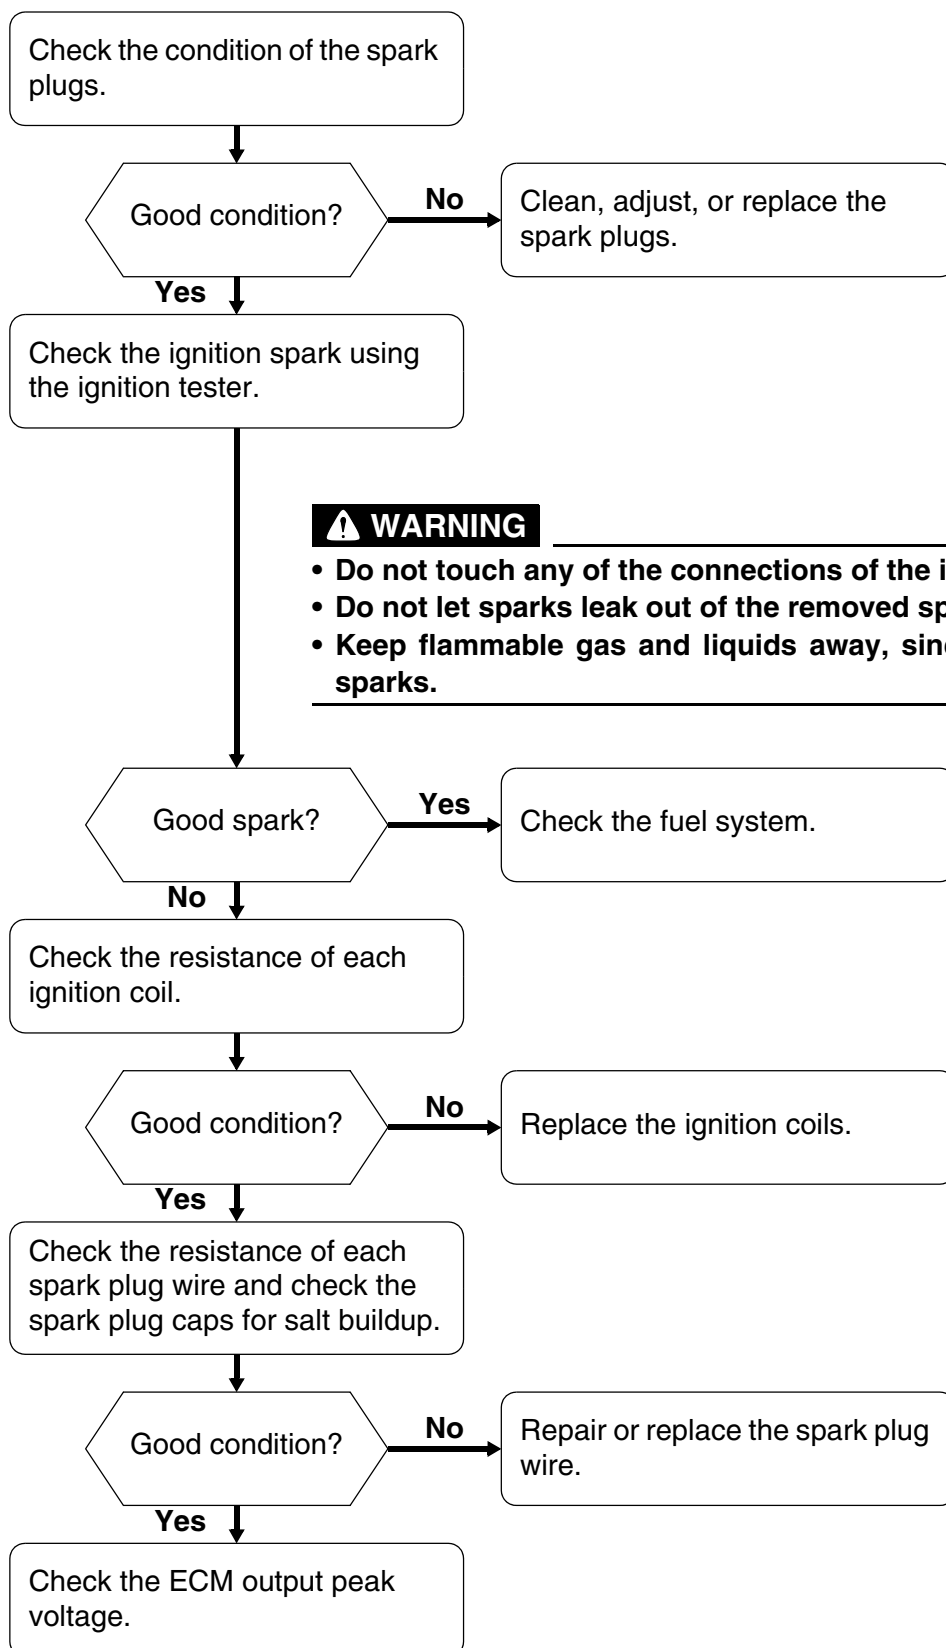 Check the condition of the spark
plugs.
Good condition?
No
Clean, adjust, or replace the
spark plugs.
Yes
Check the ignition spark using
the ignition tester.
WARNING
• Do not touch any of the connections of the
• Do not let sparks leak out of the removed
• Keep flammable gas and liquids away,
sparks.
Good spark?
Yes
Check the fuel system.
No
Check the resistance of each
ignition coil.
Good condition?
No
Replace the ignition coils.
Yes
Check the resistance of each
spark plug wire and check the
spark plug caps for salt buildup.
Good condition?
No
Repair or replace the spark plug
wire.
Yes
Check the ECM output peak
voltage.